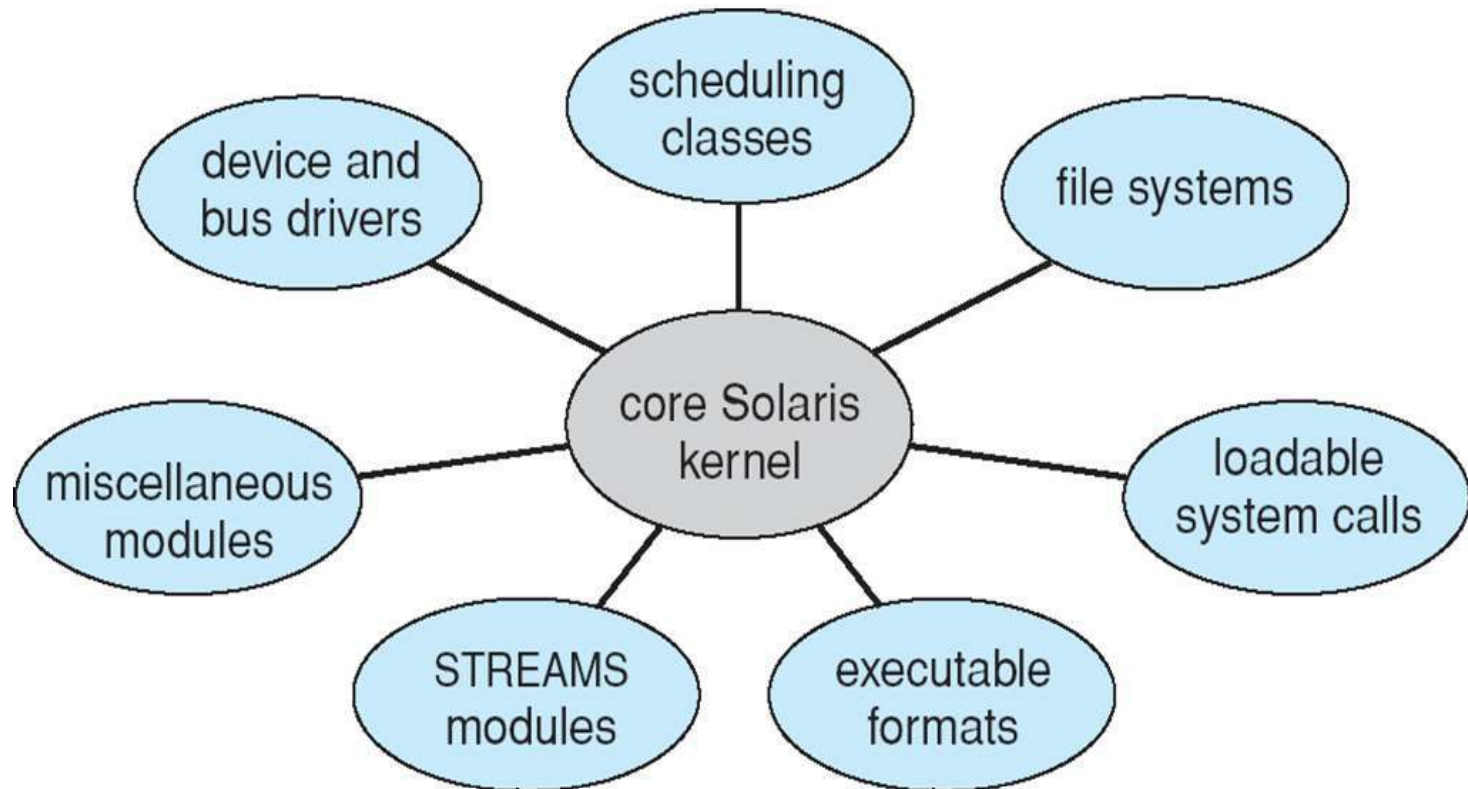 scheduling
classes
device and
bus drivers
file systems
core Solaris
kernel
loadable
system calls
miscellaneous
modules
STREAMS
modules
executable
formats